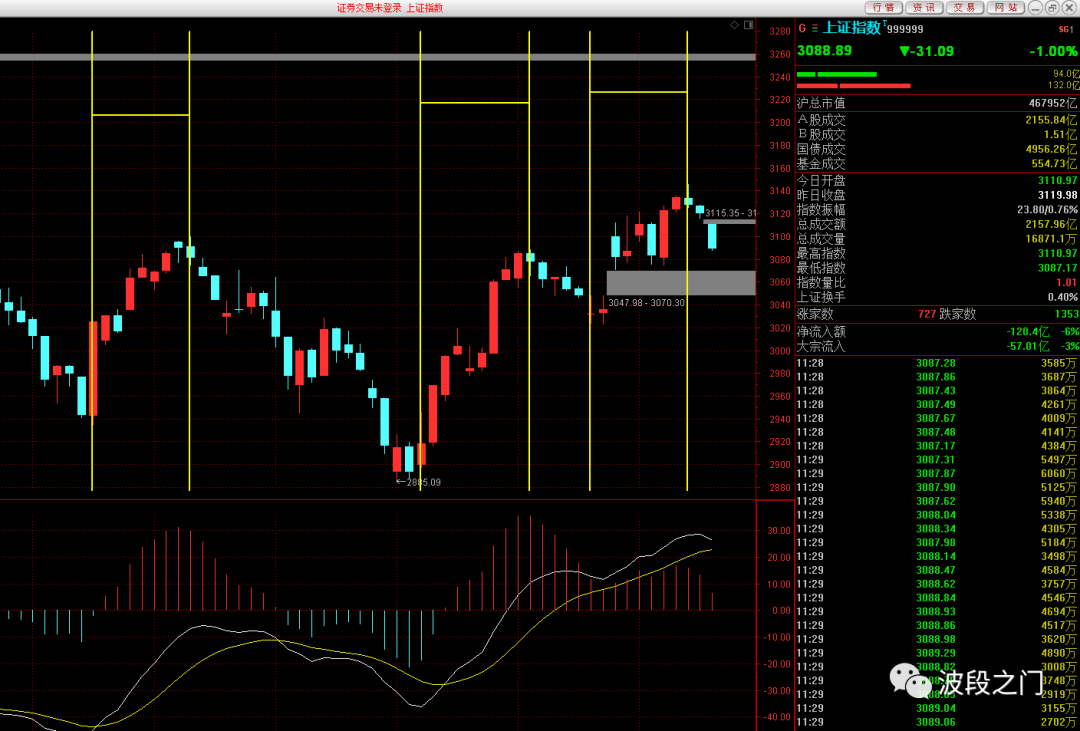 证券交易未登录 上证指数
行情 资讯 交易 网站
3280
3260
3240
3220
3200
3180
3160
3140
3120
3100
3080
3060
3040
3020
3000
2980
2960
2940
2920
2900
2880
3115.35 - 31
3047.98 - 3070.30
←2885.09
30.00
20.00
10.00
0.00
-10.00
-20.00
-30.00
-40.00
G 上证指数 999999 SG1
3088.89 ▼-31.09 -1.00%
94.0亿
132.0亿
沪总市值 467952亿
A股成交 2155.84亿
B股成交 1.51亿
国债成交 4956.26亿
基金成交 554.73亿
今日开盘 3110.97
昨日收盘 3119.98
指数振幅 23.80/0.76%
总成交额 2157.96亿
总成交量 16871.1万
最高指数 3110.97
最低指数 3087.17
指数量比 1.01
上证换手 0.40%
涨家数 727 跌家数 1353
净流入额 -120.4亿 -6%
大宗流入 -57.01亿 -3%
11:28 3087.28 3585万
11:28 3087.86 3687万
11:28 3087.43 3864万
11:28 3087.49 4261万
11:28 3087.67 4009万
11:28 3087.48 4141万
11:28 3087.17 4384万
11:29 3087.31 5497万
11:29 3087.87 6060万
11:29 3087.90 5125万
11:29 3087.62 5940万
11:29 3088.04 5338万
11:29 3088.34 4305万
11:29 3087.98 5184万
11:29 3088.14 3498万
11:29 3088.47 4584万
11:29 3088.62 3757万
11:29 3088.84 4546万
11:29 3088.93 4694万
11:29 3088.86 4517万
11:29 3088.98 3620万
11:29 3089.29 4890万
11:29 3088.82 3008万
11:29 3748万
11:29 2919万
11:29 3089.04 3155万
11:29 3089.06 2702万
波段之门